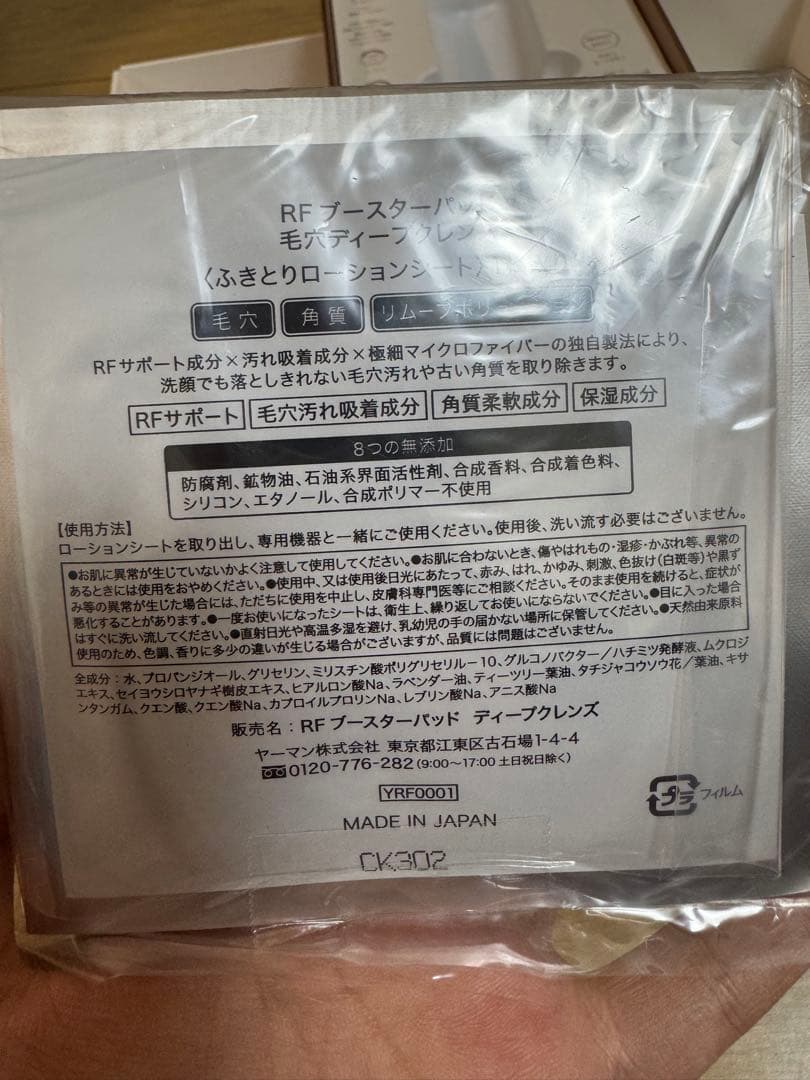 RF ブースターパッ
毛穴ディープクレン
〈ふきとりローションシート〉
毛穴 角質 リムーブポリ
RFサポート成分×汚れ吸着成分×極細マイクロファイバーの独自製法により、
洗顔でも落としきれない毛穴汚れや古い角質を取り除きます。
RFサポート 毛穴汚れ吸着成分 角質柔軟成分 保湿成分
8つの無添加
防腐剤、鉱物油、石油系界面活性剤、合成香料、合成着色料、
シリコン、エタノール、合成ポリマー不使用
【使用方法】
ローションシートを取り出し、専用機器と一緒にご使用ください。使用後、洗い流す必要はございません。
●お肌に異常が生じていないかよく注意して使用してください。●お肌に合わないとき、傷やはれもの・湿疹・かぶれ等、異常の
あるときには使用をおやめください。●使用中、又は使用後日光にあたって、赤み、はれ、かゆみ、刺激、色抜け(白斑等)や黒ず
み等の異常が生じた場合には、ただちに使用を中止し、皮膚科専門医等にご相談ください。そのまま使用を続けると、症状が
悪化することがあります。●一度お使いになったシートは、衛生上、繰り返してお使いにならないでください。●目に入った場合
はすぐに洗い流してください。●直射日光や高温多湿を避け、乳幼児の手の届かない場所に保管してください。●天然由来原料
使用のため、色調、香りに多少の違いが生じる場合がございますが、品質には問題はございません。
全成分：水、プロパンジオール、グリセリン、ミリスチン酸ポリグリセリル-10、グルコノバクター／ハチミツ発酵液、ムクロジ
エキス、セイヨウシロヤナギ樹皮エキス、ヒアルロン酸Na、ラベンダー油、ティーツリー葉油、タチジャコウソウ花／葉油、キサ
ンタンガム、クエン酸、クエン酸Na、カプロイルプロリンNa、レブリン酸Na、アニス酸Na
販売名：RF ブースターパッド ディープクレンズ
ヤーマン株式会社 東京都江東区古石場1-4-4
0120-776-282(9:00〜17:00 土日祝日除く)
YRF0001
プラ フィルム
MADE IN JAPAN
CK302